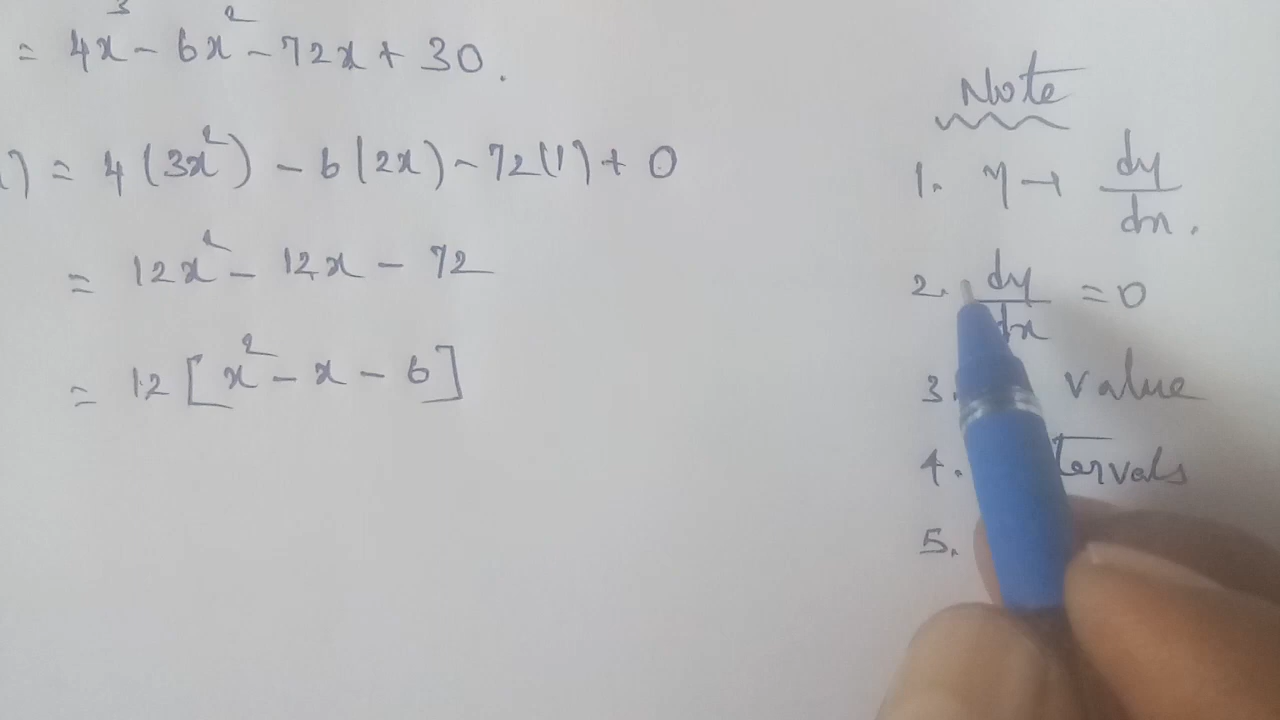 = 4x³ - 6x² - 72x + 30.
) = 4(3x²) - 6(2x) - 72(1) + 0
= 12x² - 12x - 72
= 12[x² - x - 6]
Note
1. y → dy/dx.
2. dy/dx = 0
3. value
4. tervals
5.